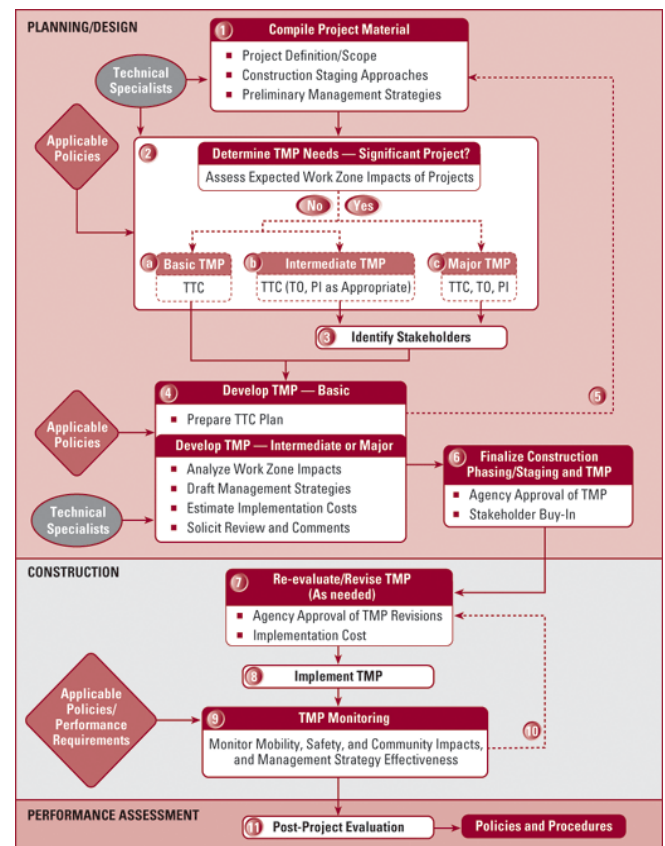 PLANNING/DESIGN
1 Compile Project Material
▪ Project Definition/Scope
▪ Construction Staging Approaches
▪ Preliminary Management Strategies
Technical
Specialists
Applicable
Policies
2
Determine TMP Needs — Significant Project?
Assess Expected Work Zone Impacts of Projects
No Yes
a Basic TMP
TTC
b Intermediate TMP
TTC (TO, PI as Appropriate)
c Major TMP
TTC, TO, PI
3 Identify Stakeholders
4 Develop TMP — Basic
▪ Prepare TTC Plan
5
Applicable
Policies
Develop TMP — Intermediate or Major
▪ Analyze Work Zone Impacts
▪ Draft Management Strategies
▪ Estimate Implementation Costs
▪ Solicit Review and Comments
Technical
Specialists
6 Finalize Construction
Phasing/Staging and TMP
▪ Agency Approval of TMP
▪ Stakeholder Buy-In
CONSTRUCTION
7 Re-evaluate/Revise TMP
(As needed)
▪ Agency Approval of TMP Revisions
▪ Implementation Cost
8 Implement TMP
Applicable
Policies/
Performance
Requirements
9 TMP Monitoring
Monitor Mobility, Safety, and Community Impacts,
and Management Strategy Effectiveness
10
PERFORMANCE ASSESSMENT
11 Post-Project Evaluation
Policies and Procedures